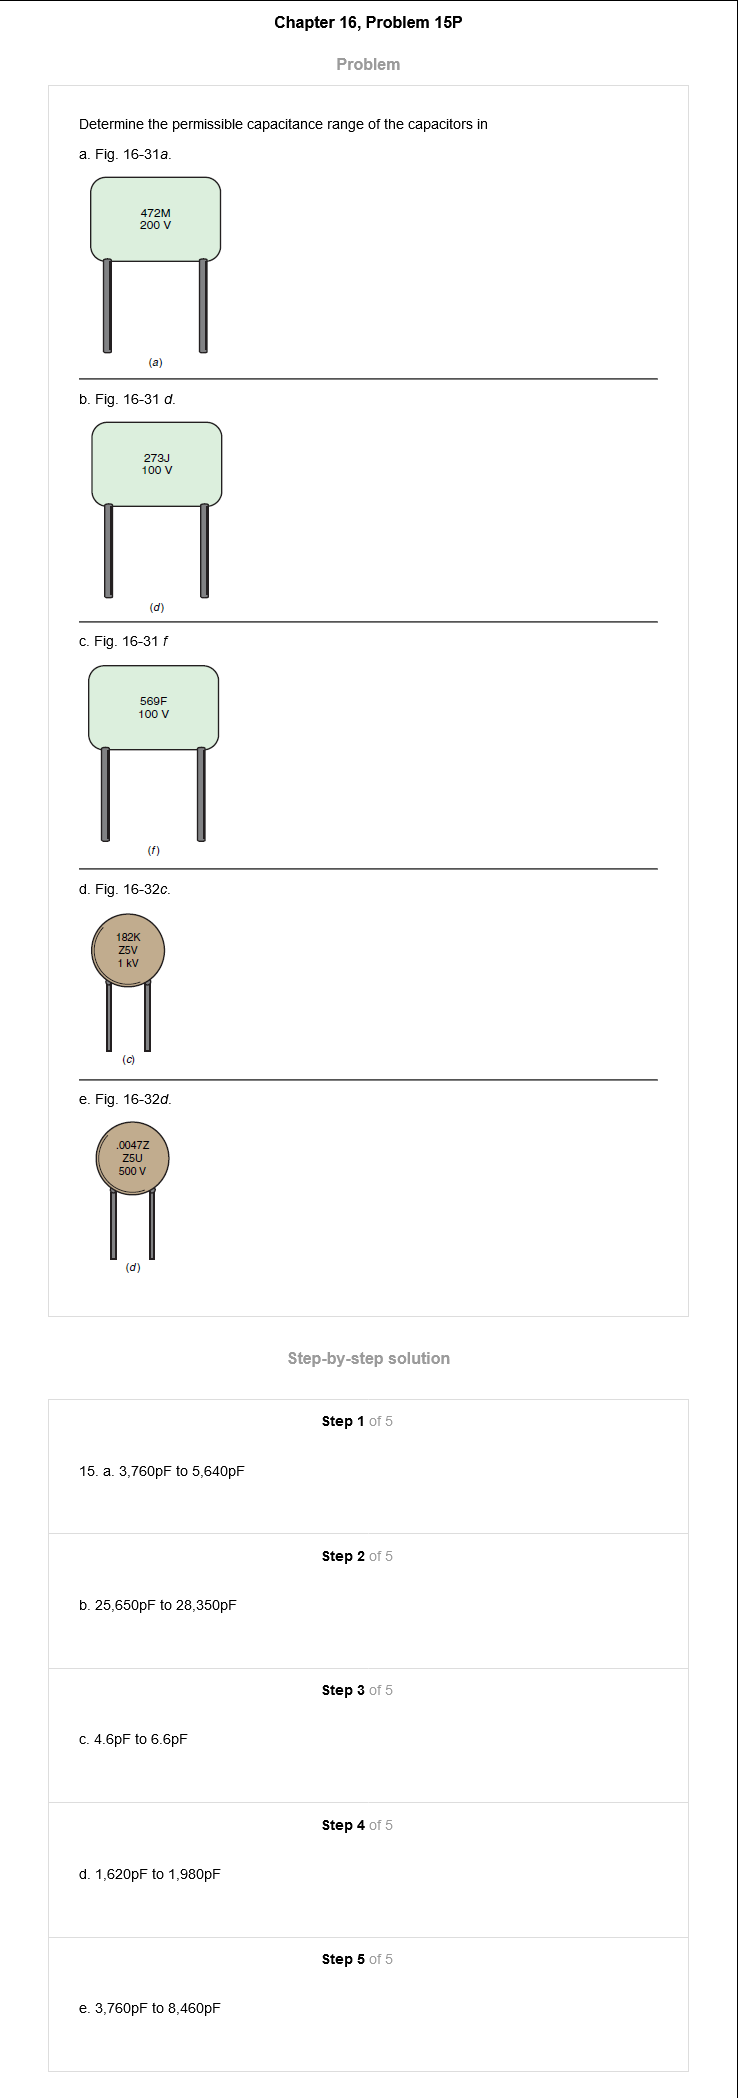 Chapter 16, Problem 15P
Problem
Determine the permissible capacitance range of the capacitors in
a. Fig. 16-31a.
472M
200 V
(a)
b. Fig. 16-31 d.
273J
100 V
(d)
c. Fig. 16-31 f
569F
100 V
(f)
d. Fig. 16-32c.
182K
Z5V
1 kV
(c)
e. Fig. 16-32d.
.0047Z
Z5U
500 V
(d)
Step-by-step solution
Step 1 of 5
15. a. 3,760pF to 5,640pF
Step 2 of 5
b. 25,650pF to 28,350pF
Step 3 of 5
c. 4.6pF to 6.6pF
Step 4 of 5
d. 1,620pF to 1,980pF
Step 5 of 5
e. 3,760pF to 8,460pF